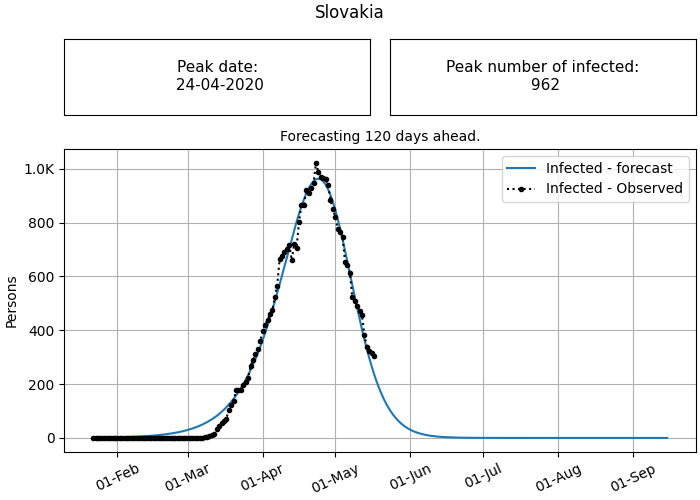 Slovakia
Peak date:
24-04-2020
Peak number of infected:
962
Forecasting 120 days ahead.
Infected - forecast
Infected - Observed
1.0K
800
600
400
200
0
Persons
01-Feb
01-Mar
01-Apr
01-May
01-Jun
01-Jul
01-Aug
01-Sep